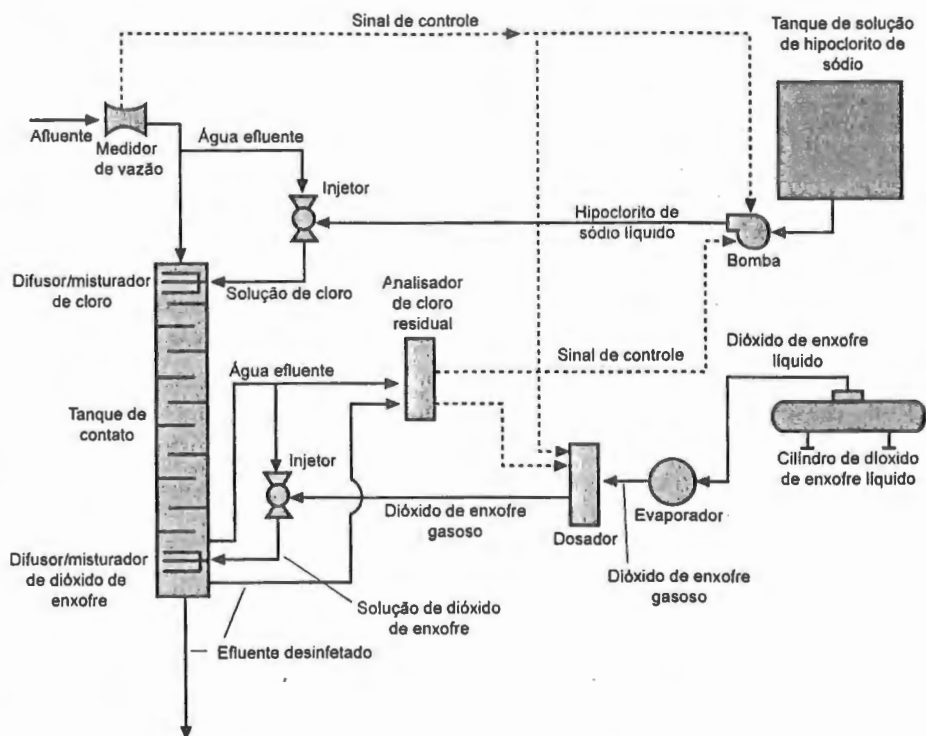 Sinal de controle
Tanque de solução
de hipoclorito de
sódio
Afluente
Medidor
de vazão
Água efluente
Injetor
Hipoclorito de
sódio líquido
Bomba
Difusor/misturador
de cloro
Solução de cloro
Analisador
de cloro
residual
Sinal de controle
Dióxido de enxofre
líquido
Água efluente
Tanque de
contato
Injetor
Cilíndro de dióxido
de enxofre líquido
Dióxido de enxofre
gasoso
Dosador
Evaporador
Difusor/misturador
de dióxido de
enxofre
Dióxido de enxofre
gasoso
Solução de dióxido
de enxofre
Efluente desinfetado